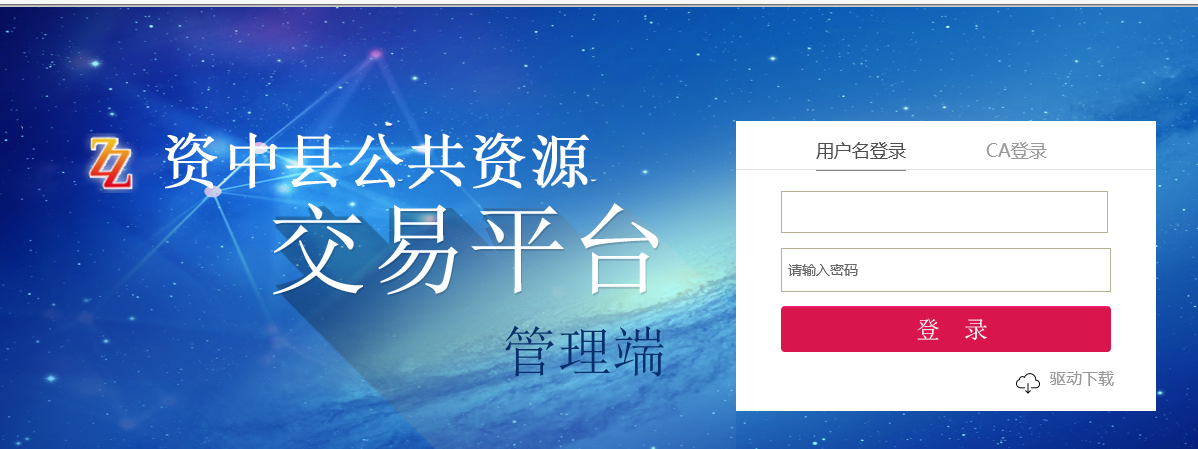 ZZ 资中县公共资源
交易平台
管理端
用户名登录 CA登录
请输入密码
登 录
驱动下载